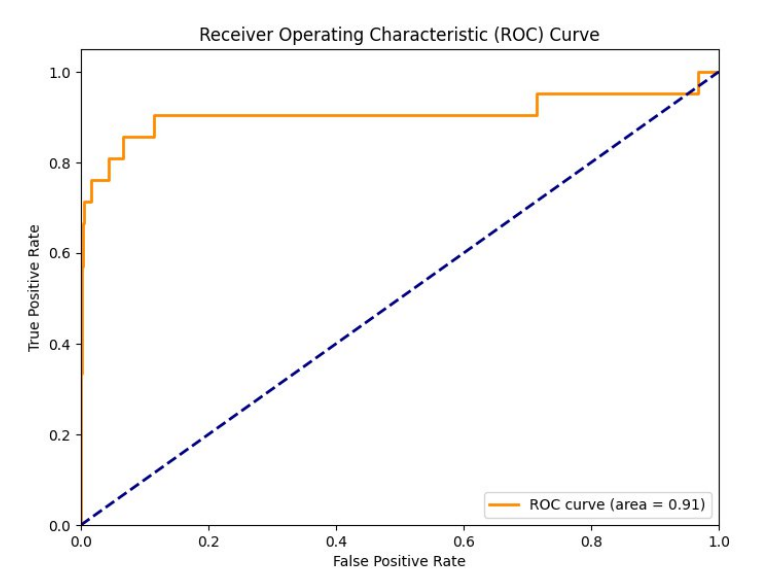 Receiver Operating Characteristic (ROC) Curve
1.0
0.8
0.6
0.4
0.2
0.0
True Positive Rate
ROC curve (area = 0.91)
0.0 0.2 0.4 0.6 0.8 1.0
False Positive Rate